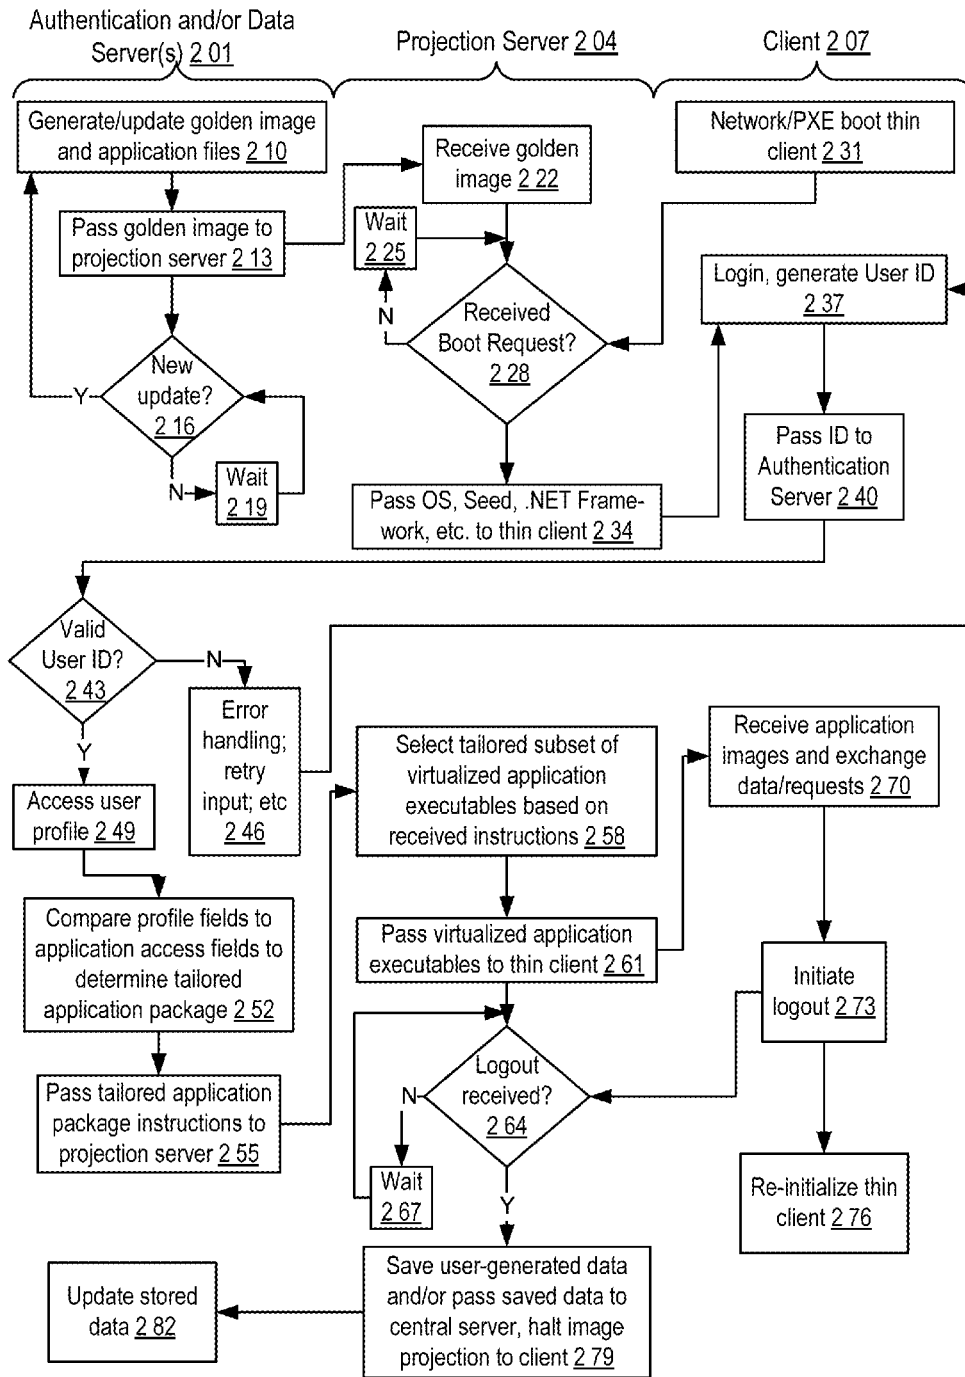 Authentication and/or Data
Server(s) 2 01
Projection Server 2 04
Client 2 07
Generate/update golden image
and application files 2 10
Receive golden
image 2 22
Network/PXE boot thin
client 2 31
Pass golden image to
projection server 2 13
Wait
2 25
Login, generate User ID
2 37
Received
Boot Request?
2 28
N
New
update?
2 16
Y
N
Wait
2 19
Pass ID to
Authentication
Server 2 40
Pass OS, Seed, .NET Frame-
work, etc. to thin client 2 34
Valid
User ID?
2 43
N
Y
Error
handling;
retry
input; etc
2 46
Select tailored subset of
virtualized application
executables based on
received instructions 2 58
Receive application
images and exchange
data/requests 2 70
Access user
profile 2 49
Compare profile fields to
application access fields to
determine tailored
application package 2 52
Pass virtualized application
executables to thin client 2 61
Initiate
logout 2 73
Logout
received?
2 64
N
Y
Pass tailored application
package instructions to
projection server 2 55
Wait
2 67
Re-initialize thin
client 2 76
Save user-generated data
and/or pass saved data to
central server, halt image
projection to client 2 79
Update stored
data 2 82